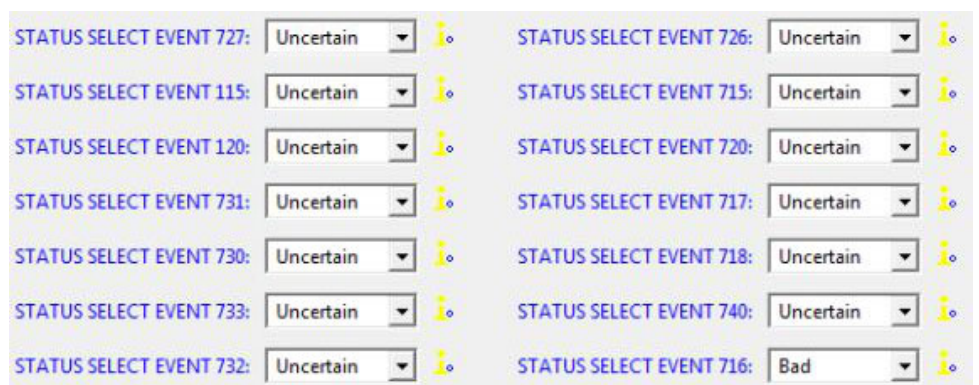 STATUS SELECT EVENT 727: Uncertain STATUS SELECT EVENT 726: Uncertain
STATUS SELECT EVENT 115: Uncertain STATUS SELECT EVENT 715: Uncertain
STATUS SELECT EVENT 120: Uncertain STATUS SELECT EVENT 720: Uncertain
STATUS SELECT EVENT 731: Uncertain STATUS SELECT EVENT 717: Uncertain
STATUS SELECT EVENT 730: Uncertain STATUS SELECT EVENT 718: Uncertain
STATUS SELECT EVENT 733: Uncertain STATUS SELECT EVENT 740: Uncertain
STATUS SELECT EVENT 732: Uncertain STATUS SELECT EVENT 716: Bad